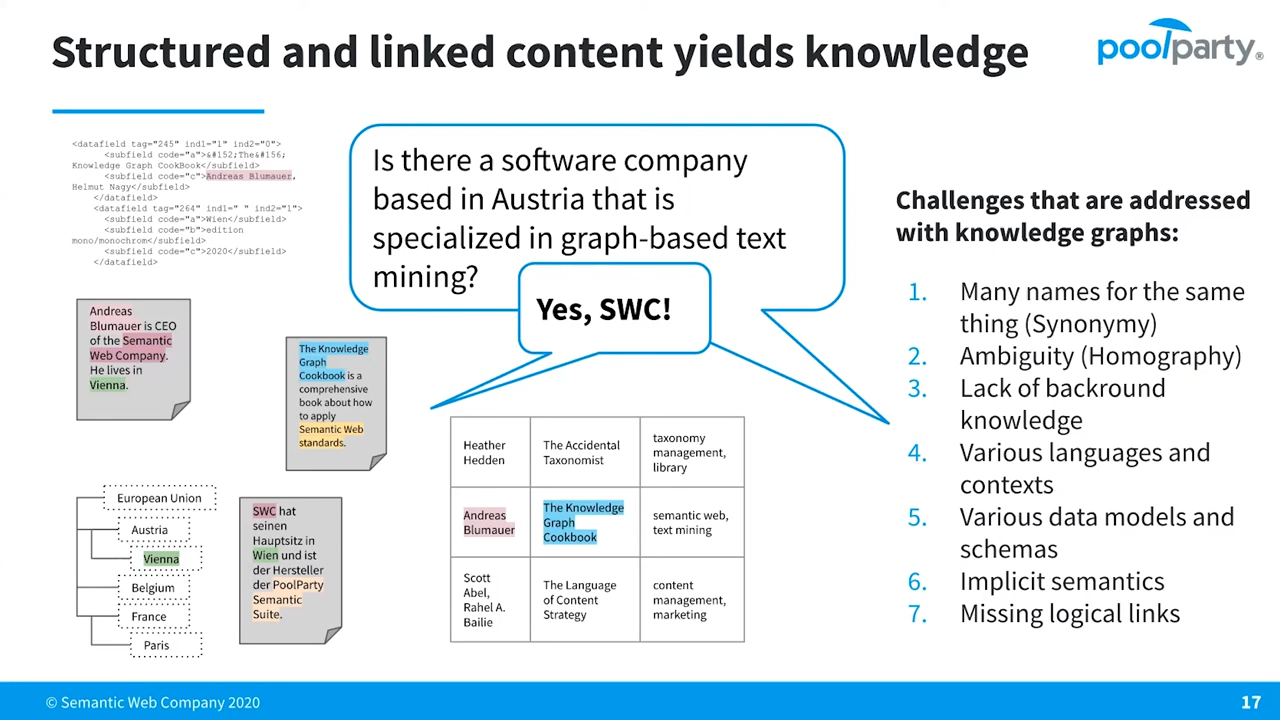 Structured and linked content yields knowledge
poolparty®
<datafield tag="245" ind1="1" ind2="0">
<subfield code="a">&#152;The&#156;
Knowledge Graph CookBook</subfield>
<subfield code="c">Andreas Blumauer,
Helmut Nagy</subfield>
</datafield>
<datafield tag="264" ind1=" " ind2="1">
<subfield code="a">Wien</subfield>
<subfield code="b">edition
mono/monochrom</subfield>
<subfield code="c">2020</subfield>
</datafield>
Is there a software company
based in Austria that is
specialized in graph-based text
mining?
Yes, SWC!
Andreas
Blumauer is CEO
of the Semantic
Web Company.
He lives in
Vienna.
The Knowledge
Graph
Cookbook is a
comprehensive
book about how
to apply
Semantic Web
standards.
European Union
Austria
Vienna
Belgium
France
Paris
SWC hat
seinen
Hauptsitz in
Wien und ist
der Hersteller
der PoolParty
Semantic
Suite.
Heather
Hedden
The Accidental
Taxonomist
taxonomy
management,
library
Andreas
Blumauer
The Knowledge
Graph
Cookbook
semantic web,
text mining
Scott
Abel,
Rahel A.
Bailie
The Language
of Content
Strategy
content
management,
marketing
Challenges that are addressed
with knowledge graphs:
1. Many names for the same
thing (Synonymy)
2. Ambiguity (Homography)
3. Lack of backround
knowledge
4. Various languages and
contexts
5. Various data models and
schemas
6. Implicit semantics
7. Missing logical links
© Semantic Web Company 2020
17